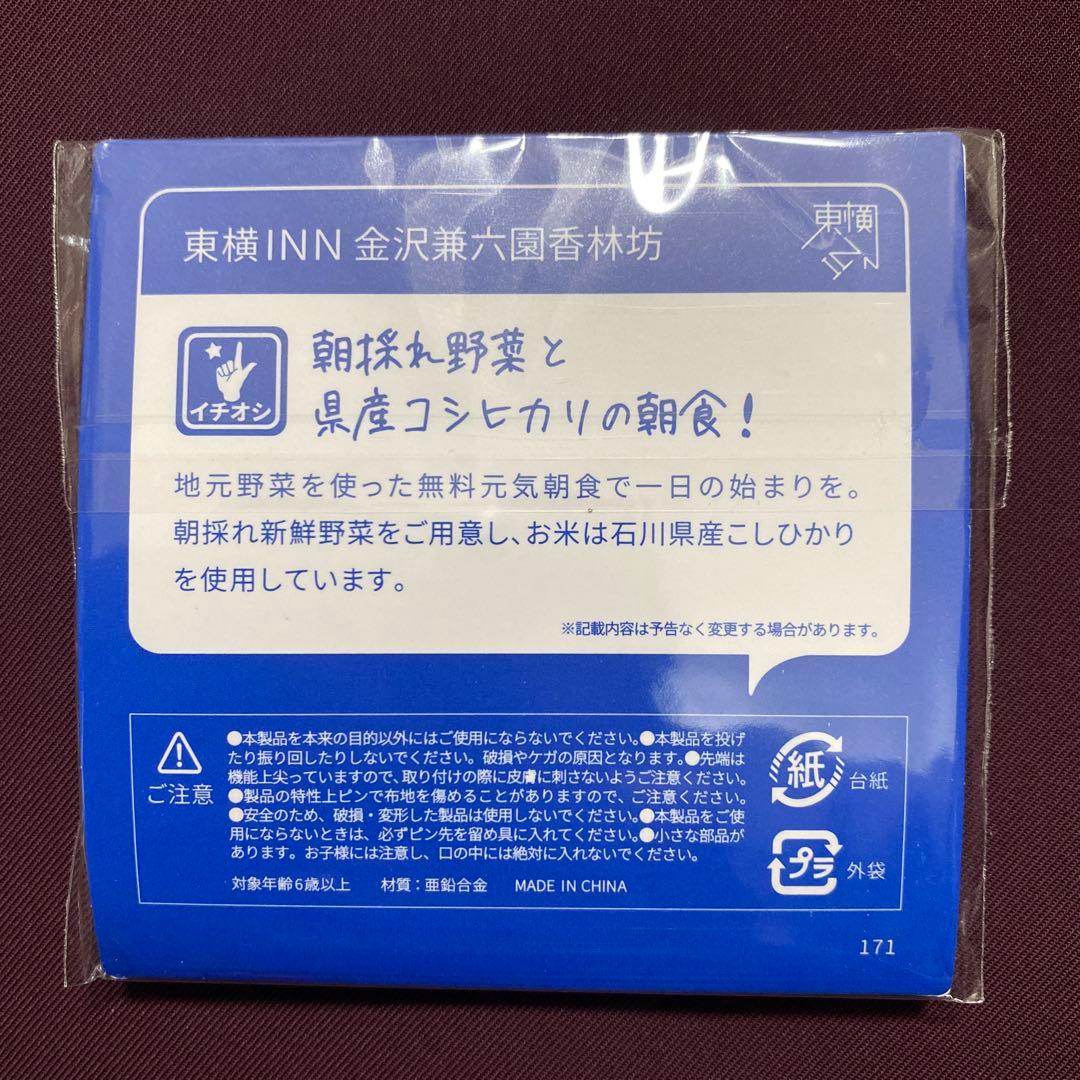 東横INN 金沢兼六園香林坊
東横INN
イチオシ
朝採れ野菜と
県産コシヒカリの朝食!
地元野菜を使った無料元気朝食で一日の始まりを。
朝採れ新鮮野菜をご用意し、お米は石川県産こしひかり
を使用しています。
※記載内容は予告なく変更する場合があります。
ご注意
●本製品を本来の目的以外にはご使用にならないでください。●本製品を投げ
たり振り回したりしないでください。破損やケガの原因となります。●先端は
機能上尖っていますので、取り付けの際に皮膚に刺さないようご注意ください。
●製品の特性上ピンで布地を傷めることがありますので、ご注意ください。
●安全のため、破損・変形した製品は使用しないでください。●本製品をご使
用にならないときは、必ずピン先を留め具に入れてください。●小さな部品が
あります。お子様には注意し、口の中には絶対に入れないでください。
対象年齢6歳以上 材質：亜鉛合金 MADE IN CHINA
紙 台紙
プラ 外袋
171